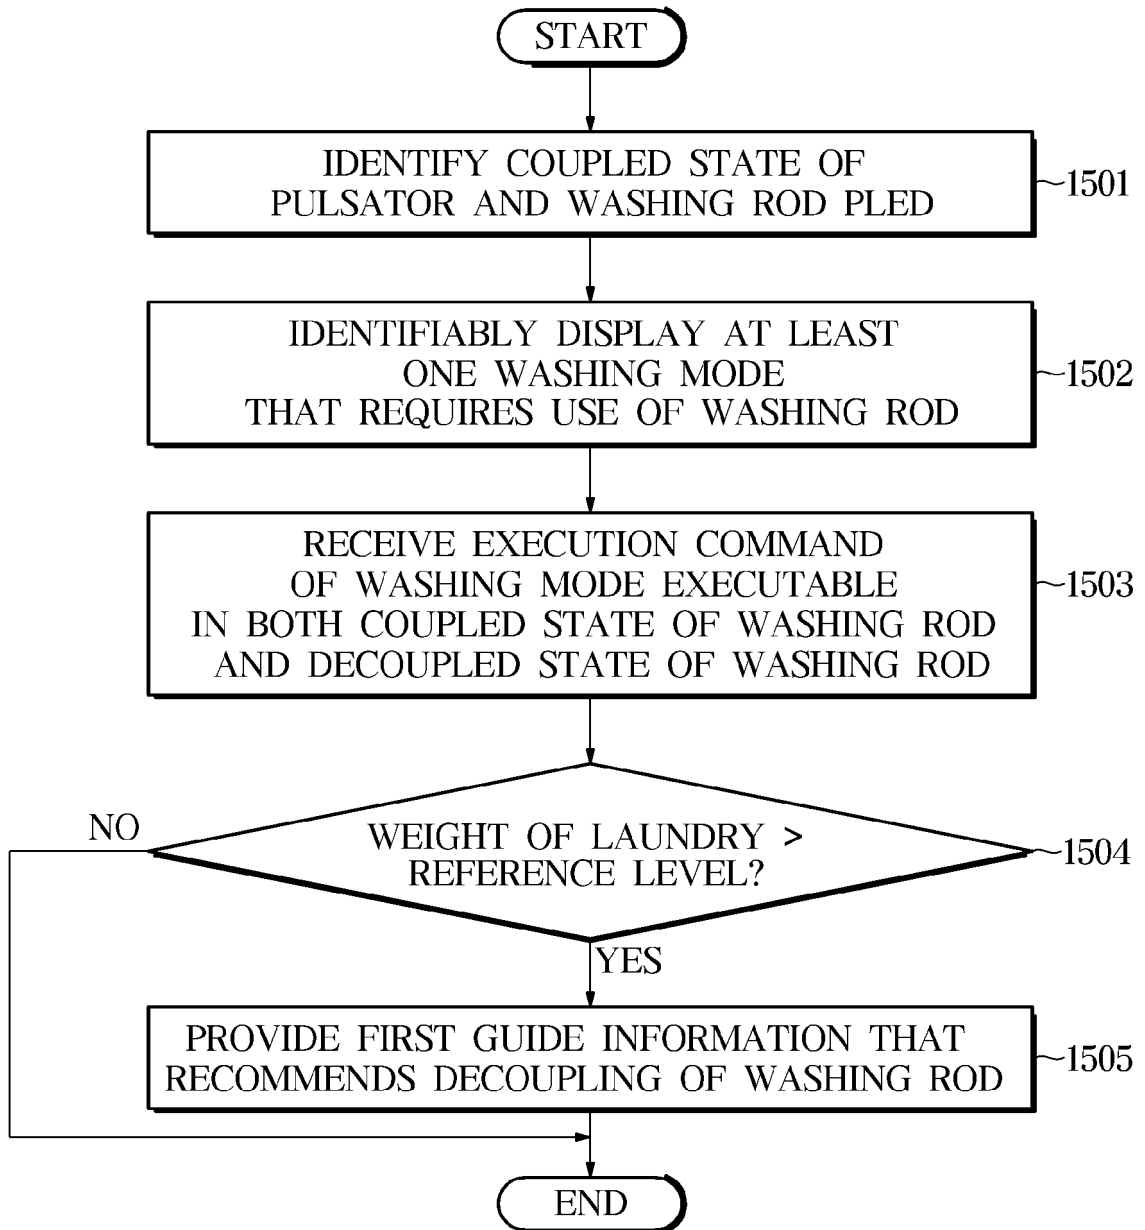 START
IDENTIFY COUPLED STATE OF
PULSATOR AND WASHING ROD PLED
1501
IDENTIFIABLY DISPLAY AT LEAST
ONE WASHING MODE
THAT REQUIRES USE OF WASHING ROD
1502
RECEIVE EXECUTION COMMAND
OF WASHING MODE EXECUTABLE
IN BOTH COUPLED STATE OF WASHING ROD
AND DECOUPLED STATE OF WASHING ROD
1503
NO
WEIGHT OF LAUNDRY >
REFERENCE LEVEL?
1504
YES
PROVIDE FIRST GUIDE INFORMATION THAT
RECOMMENDS DECOUPLING OF WASHING ROD
1505
END